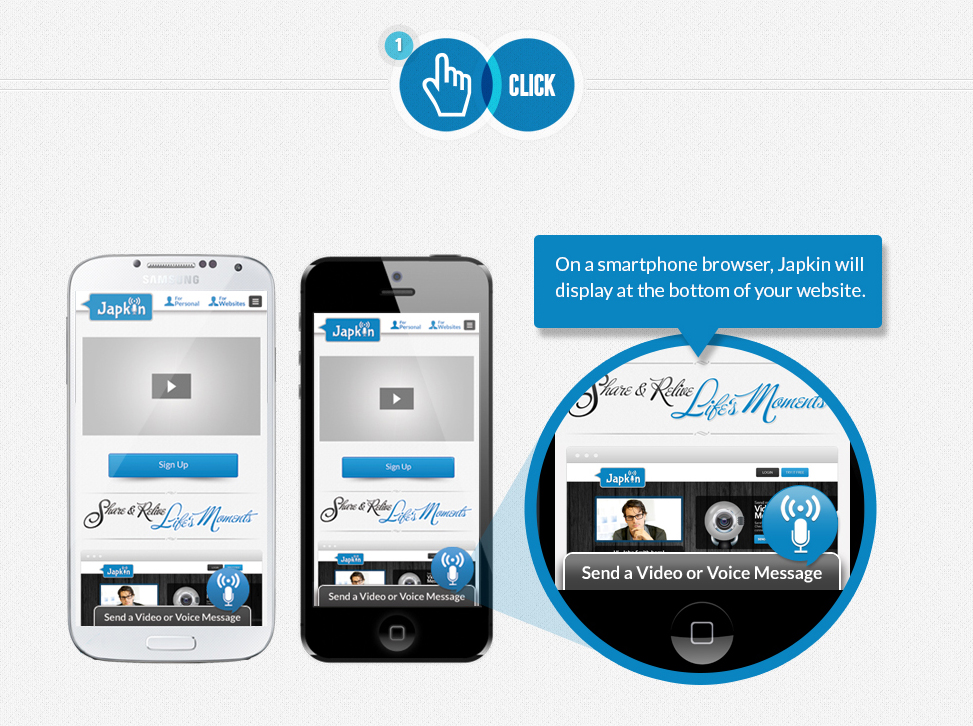 1
CLICK
On a smartphone browser, Japkin will
display at the bottom of your website.
SAMSUNG
Japkin
For
Personal
For
Websites
Sign Up
Share & Relive Life's Moments
Japkin
Send a Video or Voice Message
Japkin
For
Personal
For
Websites
Sign Up
Share & Relive Life's Moments
Japkin
Send a Video or Voice Message
Share & Relive Life's Moments
Japkin
LOGIN
Send a Video or Voice Message